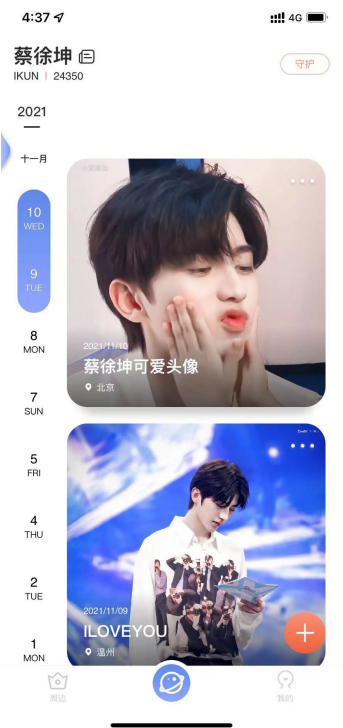 4:37
4G
蔡徐坤
IKUN | 24350
守护
2021
十一月
10
WED
9
TUE
8
MON
7
SUN
5
FRI
4
THU
2
TUE
1
MON
2021/11/10
蔡徐坤可爱头像
北京
2021/11/09
ILOVEYOU
温州
周边
我的